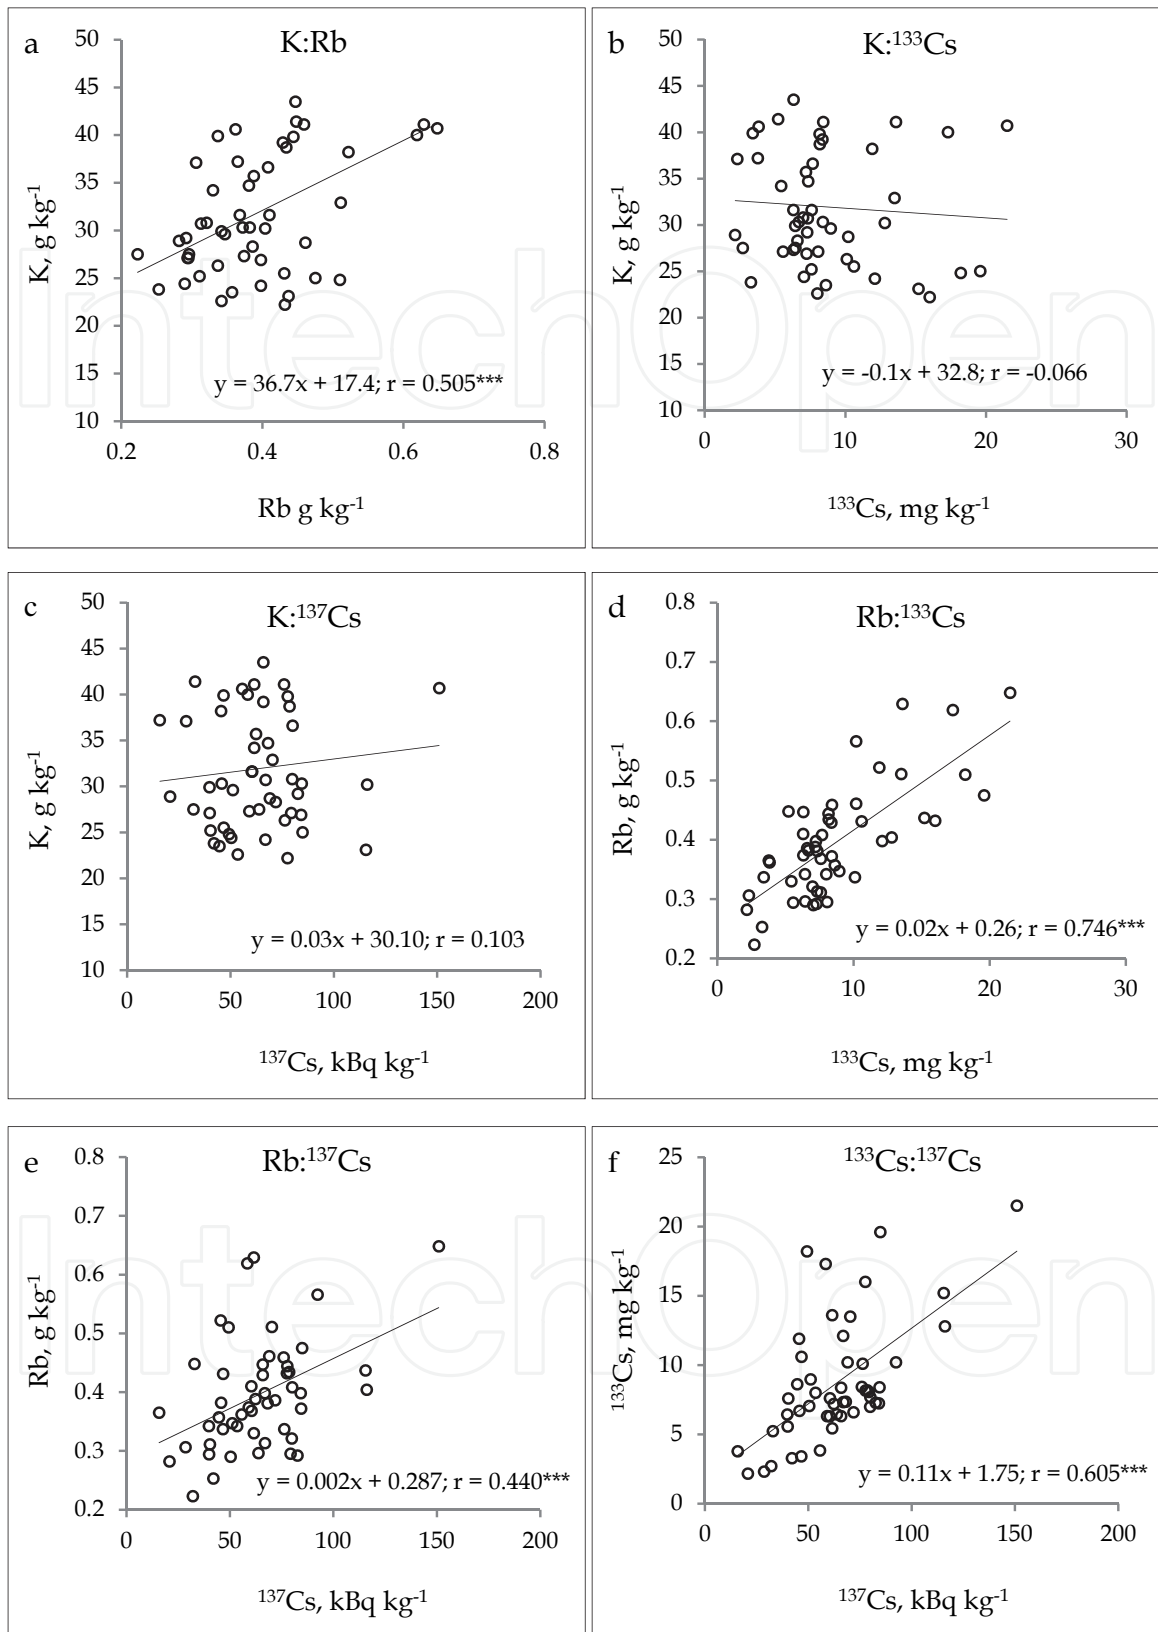 a
K:Rb
50
45
40
35
30
25
20
15
10
K, g kg⁻¹
y = 36.7x + 17.4; r = 0.505***
0.2 0.4 0.6 0.8
Rb g kg⁻¹
b
K:¹³³Cs
50
45
40
35
30
25
20
15
10
K, g kg⁻¹
y = -0.1x + 32.8; r = -0.066
0 10 20 30
¹³³Cs, mg kg⁻¹
c
K:¹³⁷Cs
50
45
40
35
30
25
20
15
10
K, g kg⁻¹
y = 0.03x + 30.10; r = 0.103
0 50 100 150 200
¹³⁷Cs, kBq kg⁻¹
d
Rb:¹³³Cs
0.8
0.7
0.6
0.5
0.4
0.3
0.2
Rb, g kg⁻¹
y = 0.02x + 0.26; r = 0.746***
0 10 20 30
¹³³Cs, mg kg⁻¹
e
Rb:¹³⁷Cs
0.8
0.7
0.6
0.5
0.4
0.3
0.2
Rb, g kg⁻¹
y = 0.002x + 0.287; r = 0.440***
0 50 100 150 200
¹³⁷Cs, kBq kg⁻¹
f
¹³³Cs:¹³⁷Cs
25
20
15
10
5
0
¹³³Cs, mg kg⁻¹
y = 0.11x + 1.75; r = 0.605***
0 50 100 150 200
¹³⁷Cs, kBq kg⁻¹
IntechOpen
IntechOpen